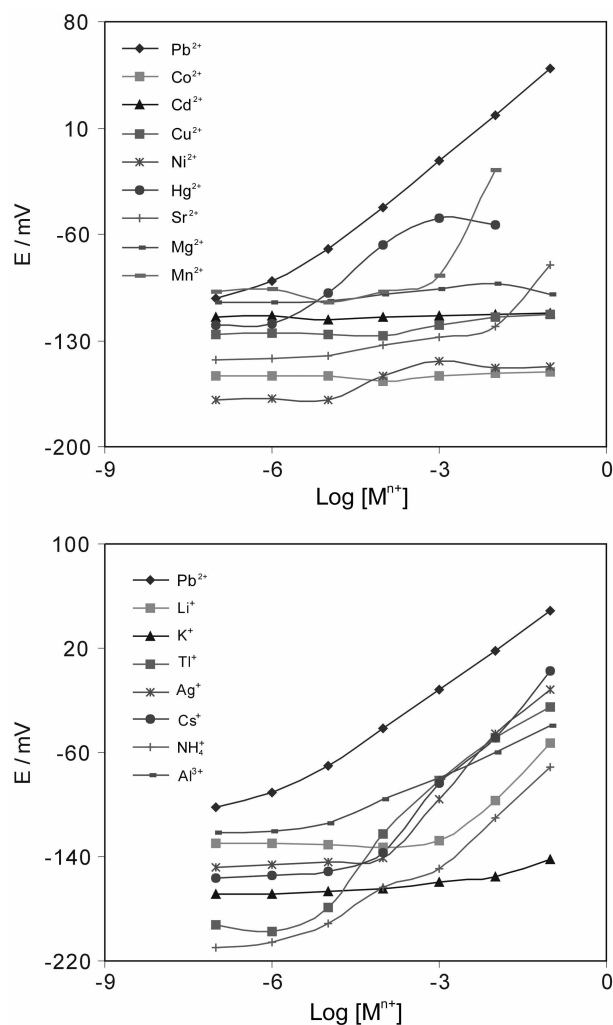 80
10
-60
-130
-200
E / mV
Pb²⁺
Co²⁺
Cd²⁺
Cu²⁺
Ni²⁺
Hg²⁺
Sr²⁺
Mg²⁺
Mn²⁺
-9 -6 -3 0
Log [Mⁿ⁺]
100
20
-60
-140
-220
E / mV
Pb²⁺
Li⁺
K⁺
Tl⁺
Ag⁺
Cs⁺
NH₄⁺
Al³⁺
-9 -6 -3 0
Log [Mⁿ⁺]